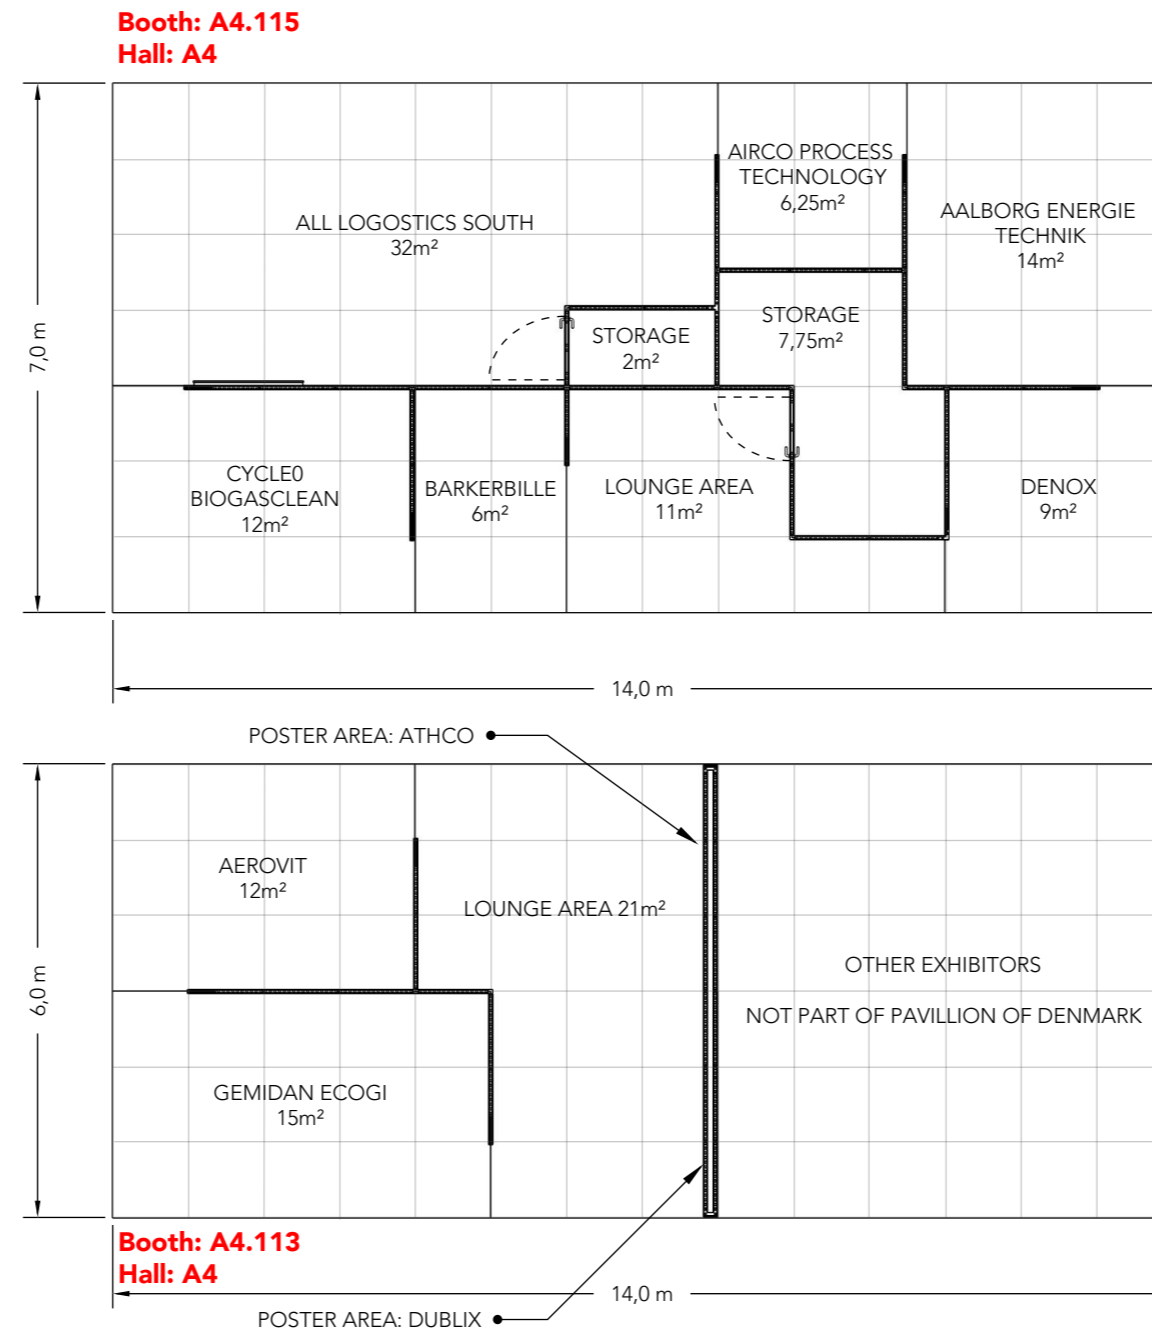 Booth: A4.115
Hall: A4
AIRCO PROCESS
TECHNOLOGY
6,25m²
ALL LOGOSTICS SOUTH
32m²
AALBORG ENERGIE
TECHNIK
14m²
7,0 m
STORAGE
2m²
STORAGE
7,75m²
CYCLE0
BIOGASCLEAN
12m²
BARKERBILLE
6m²
LOUNGE AREA
11m²
DENOX
9m²
14,0 m
POSTER AREA: ATHCO
AEROVIT
12m²
LOUNGE AREA 21m²
6,0 m
OTHER EXHIBITORS
NOT PART OF PAVILLION OF DENMARK
GEMIDAN ECOGI
15m²
Booth: A4.113
Hall: A4
14,0 m
POSTER AREA: DUBLIX